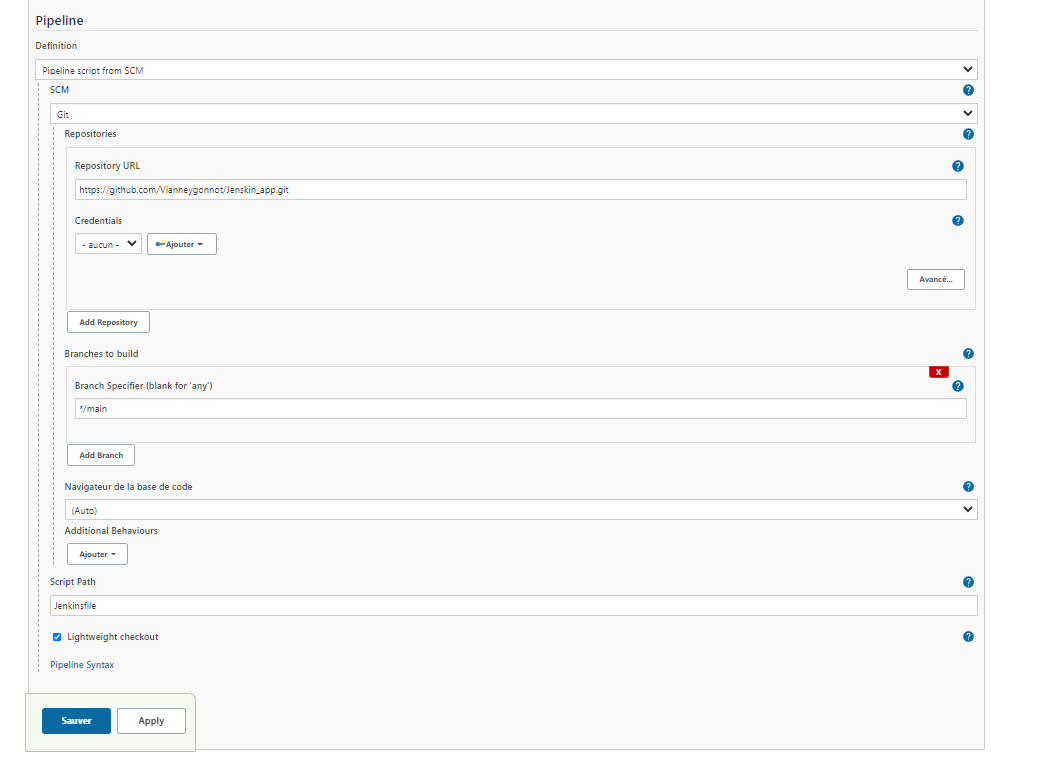 Pipeline
Definition
Pipeline script from SCM
SCM
?
Git
Repositories
?
Repository URL
?
https://github.com/Vianneygonnot/Jenskin_app.git
Credentials
?
- aucun -
Ajouter
Avancé...
Add Repository
Branches to build
?
X
Branch Specifier (blank for 'any')
?
*/main
Add Branch
Navigateur de la base de code
?
(Auto)
Additional Behaviours
Ajouter
Script Path
?
Jenkinsfile
Lightweight checkout
?
Pipeline Syntax
Sauver
Apply